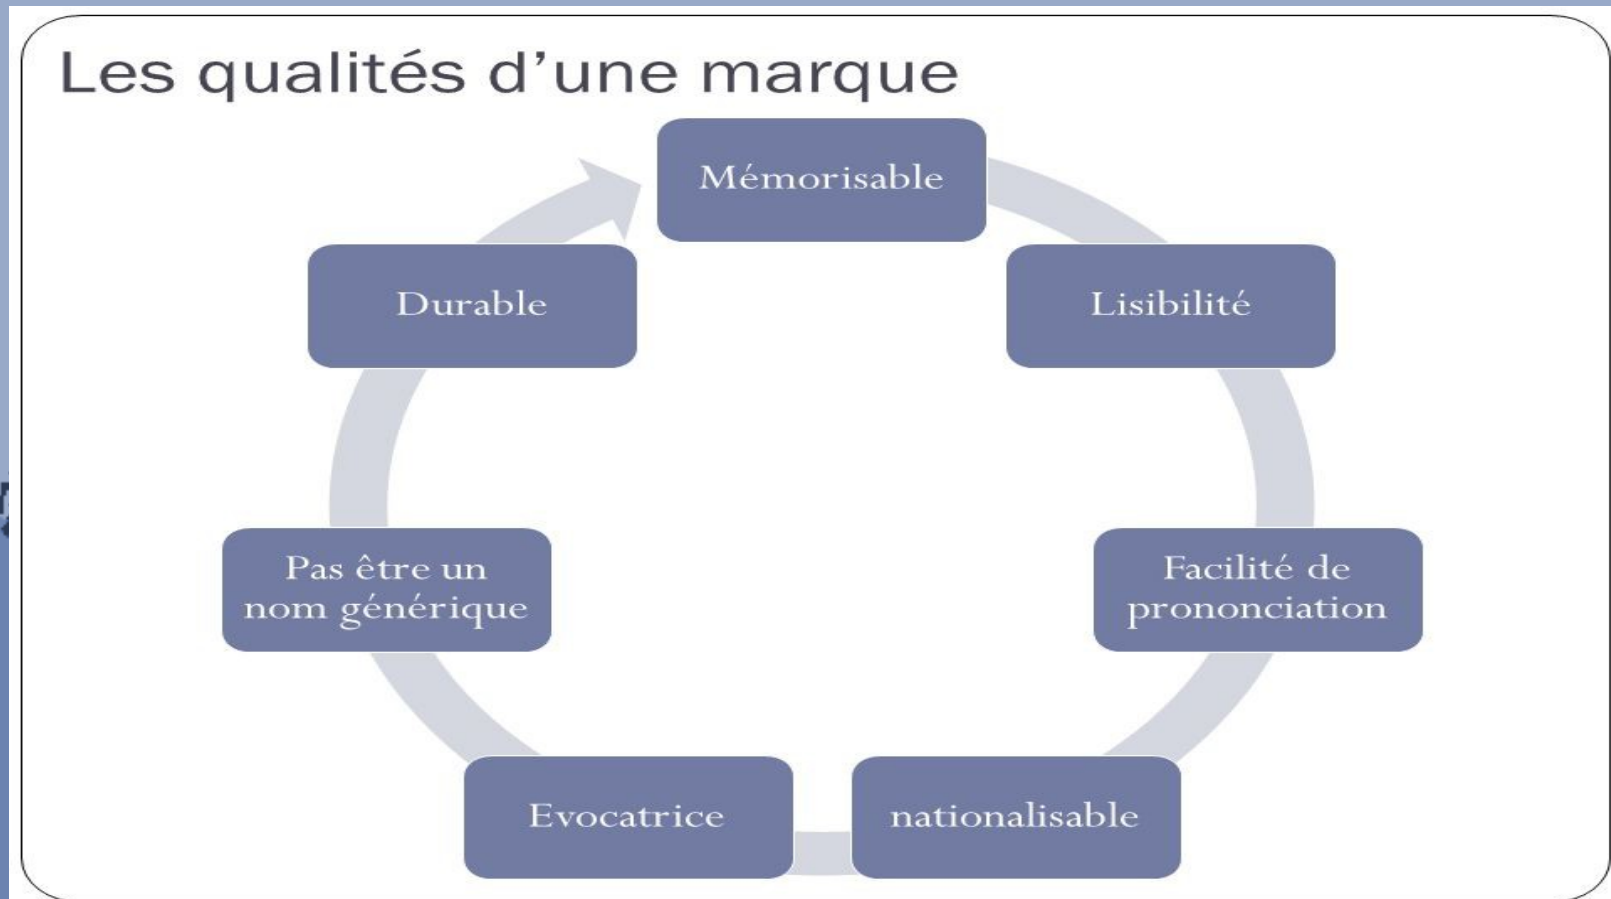 Les qualités d’une marque
Mémorisable
Lisibilité
Facilité de
prononciation
nationalisable
Evocatrice
Pas être un
nom générique
Durable